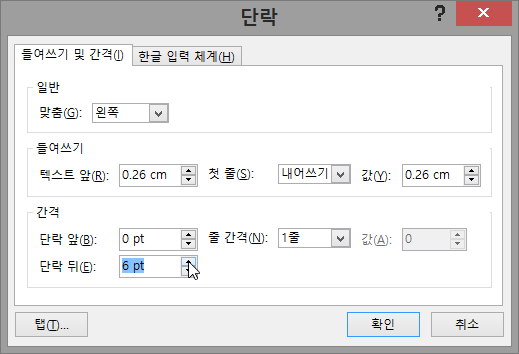 단락
?
들여쓰기 및 간격(I) 한글 입력 체계(H)
일반
맞춤(G): 왼쪽
들여쓰기
텍스트 앞(R): 0.26 cm 첫 줄(S): 내어쓰기 값(Y): 0.26 cm
간격
단락 앞(B): 0 pt 줄 간격(N): 1줄 값(A): 0
단락 뒤(E): 6 pt
탭(T)... 확인 취소